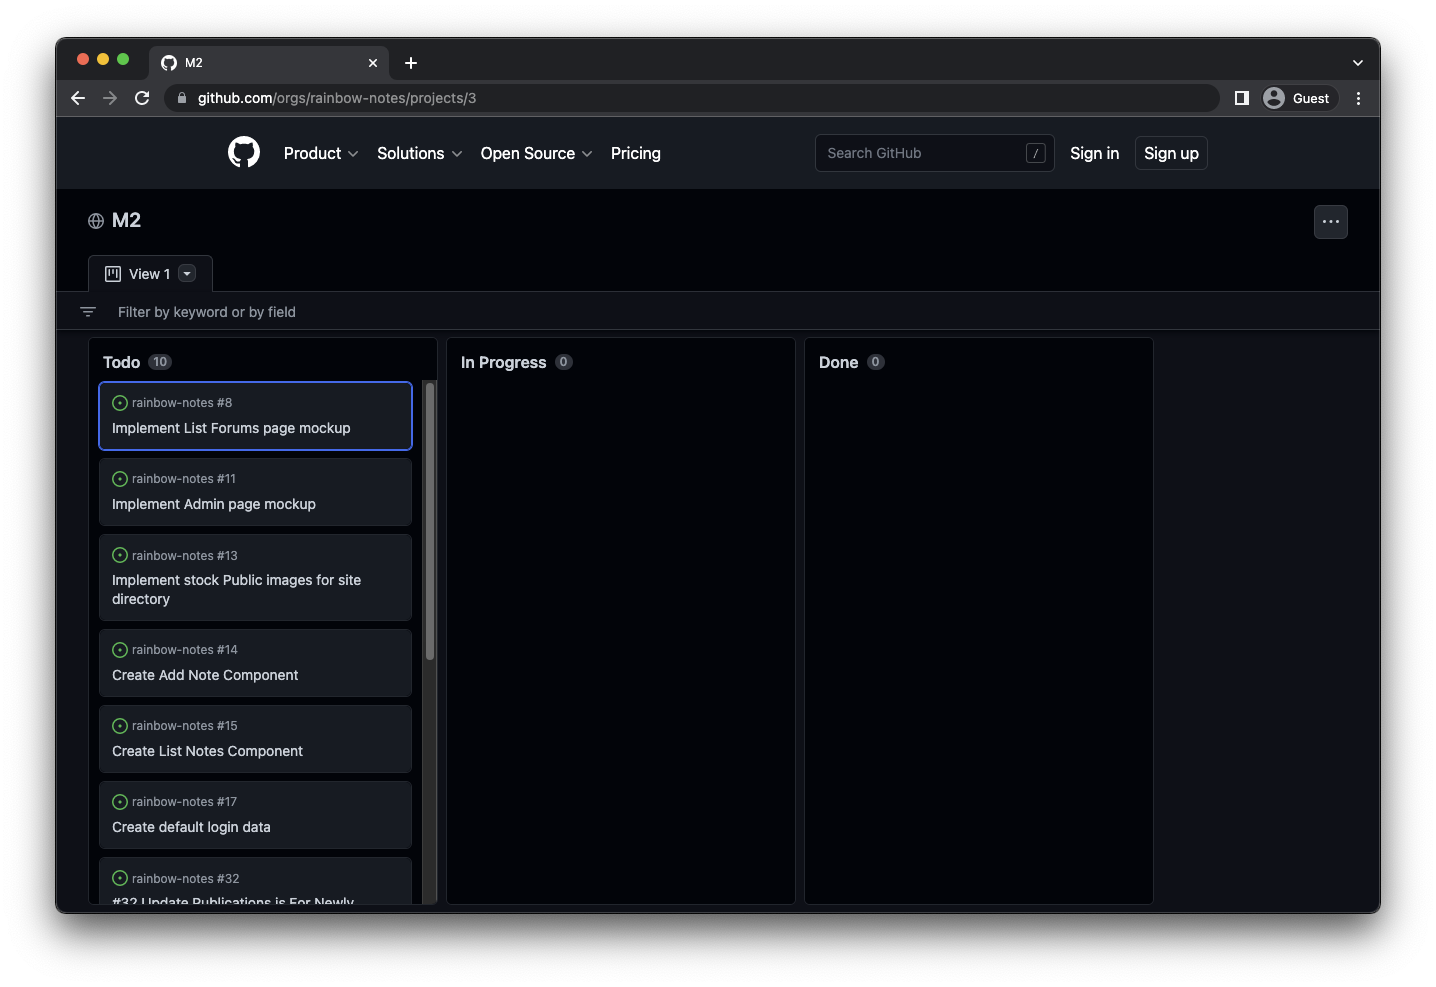 M2
github.com/orgs/rainbow-notes/projects/3
Guest
Product Solutions Open Source Pricing
Search GitHub /
Sign in Sign up
M2
View 1
Filter by keyword or by field
Todo 10
rainbow-notes #8
Implement List Forums page mockup
rainbow-notes #11
Implement Admin page mockup
rainbow-notes #13
Implement stock Public images for site
directory
rainbow-notes #14
Create Add Note Component
rainbow-notes #15
Create List Notes Component
rainbow-notes #17
Create default login data
rainbow-notes #32
#32 Update Publications is For Newly
In Progress 0
Done 0